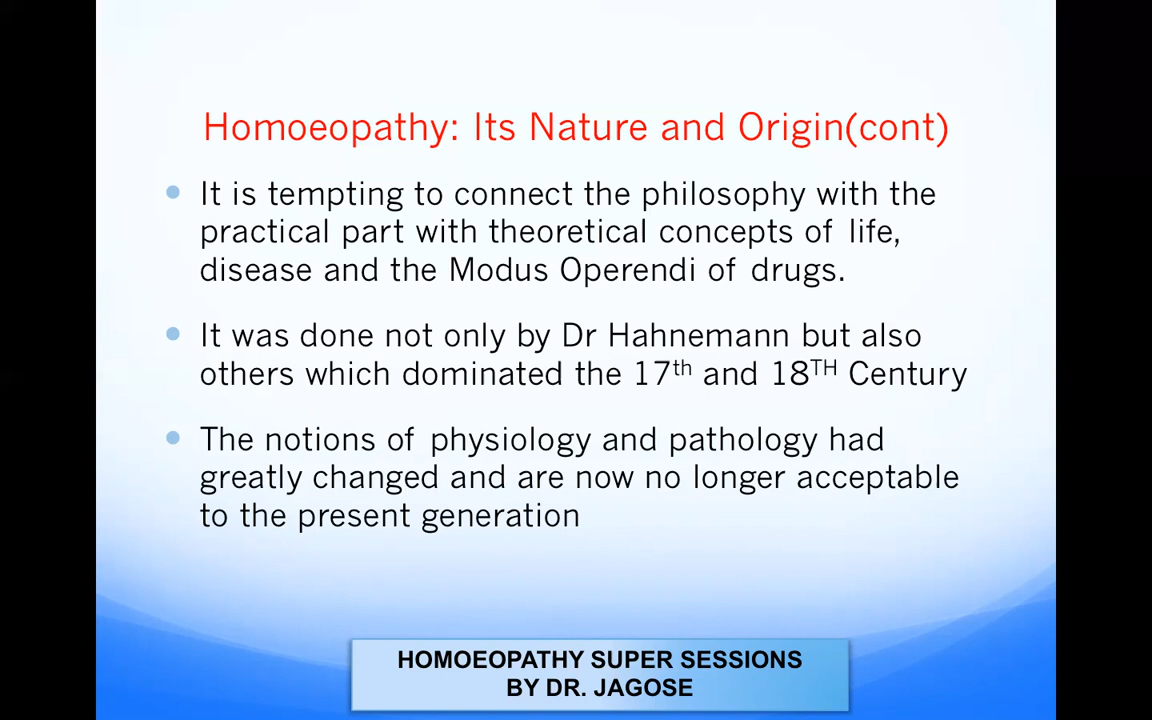 Homoeopathy: Its Nature and Origin(cont)
It is tempting to connect the philosophy with the
practical part with theoretical concepts of life,
disease and the Modus Operendi of drugs.
It was done not only by Dr Hahnemann but also
others which dominated the 17th and 18TH Century
The notions of physiology and pathology had
greatly changed and are now no longer acceptable
to the present generation
HOMOEOPATHY SUPER SESSIONS
BY DR. JAGOSE